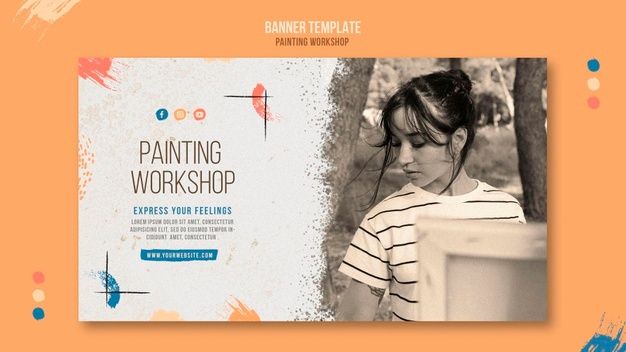 BANNER TEMPLATE
PAINTING WORKSHOP
PAINTING
WORKSHOP
EXPRESS YOUR FEELINGS
LOREM IPSUM DOLOR SIT AMET, CONSECTETUR
ADIPISCING ELIT, SED DO EIUSMOD TEMPOR IN-
CIDIDUNT CONSECTETUR SIT AMET.
WWW.YOURWEBSITE.COM